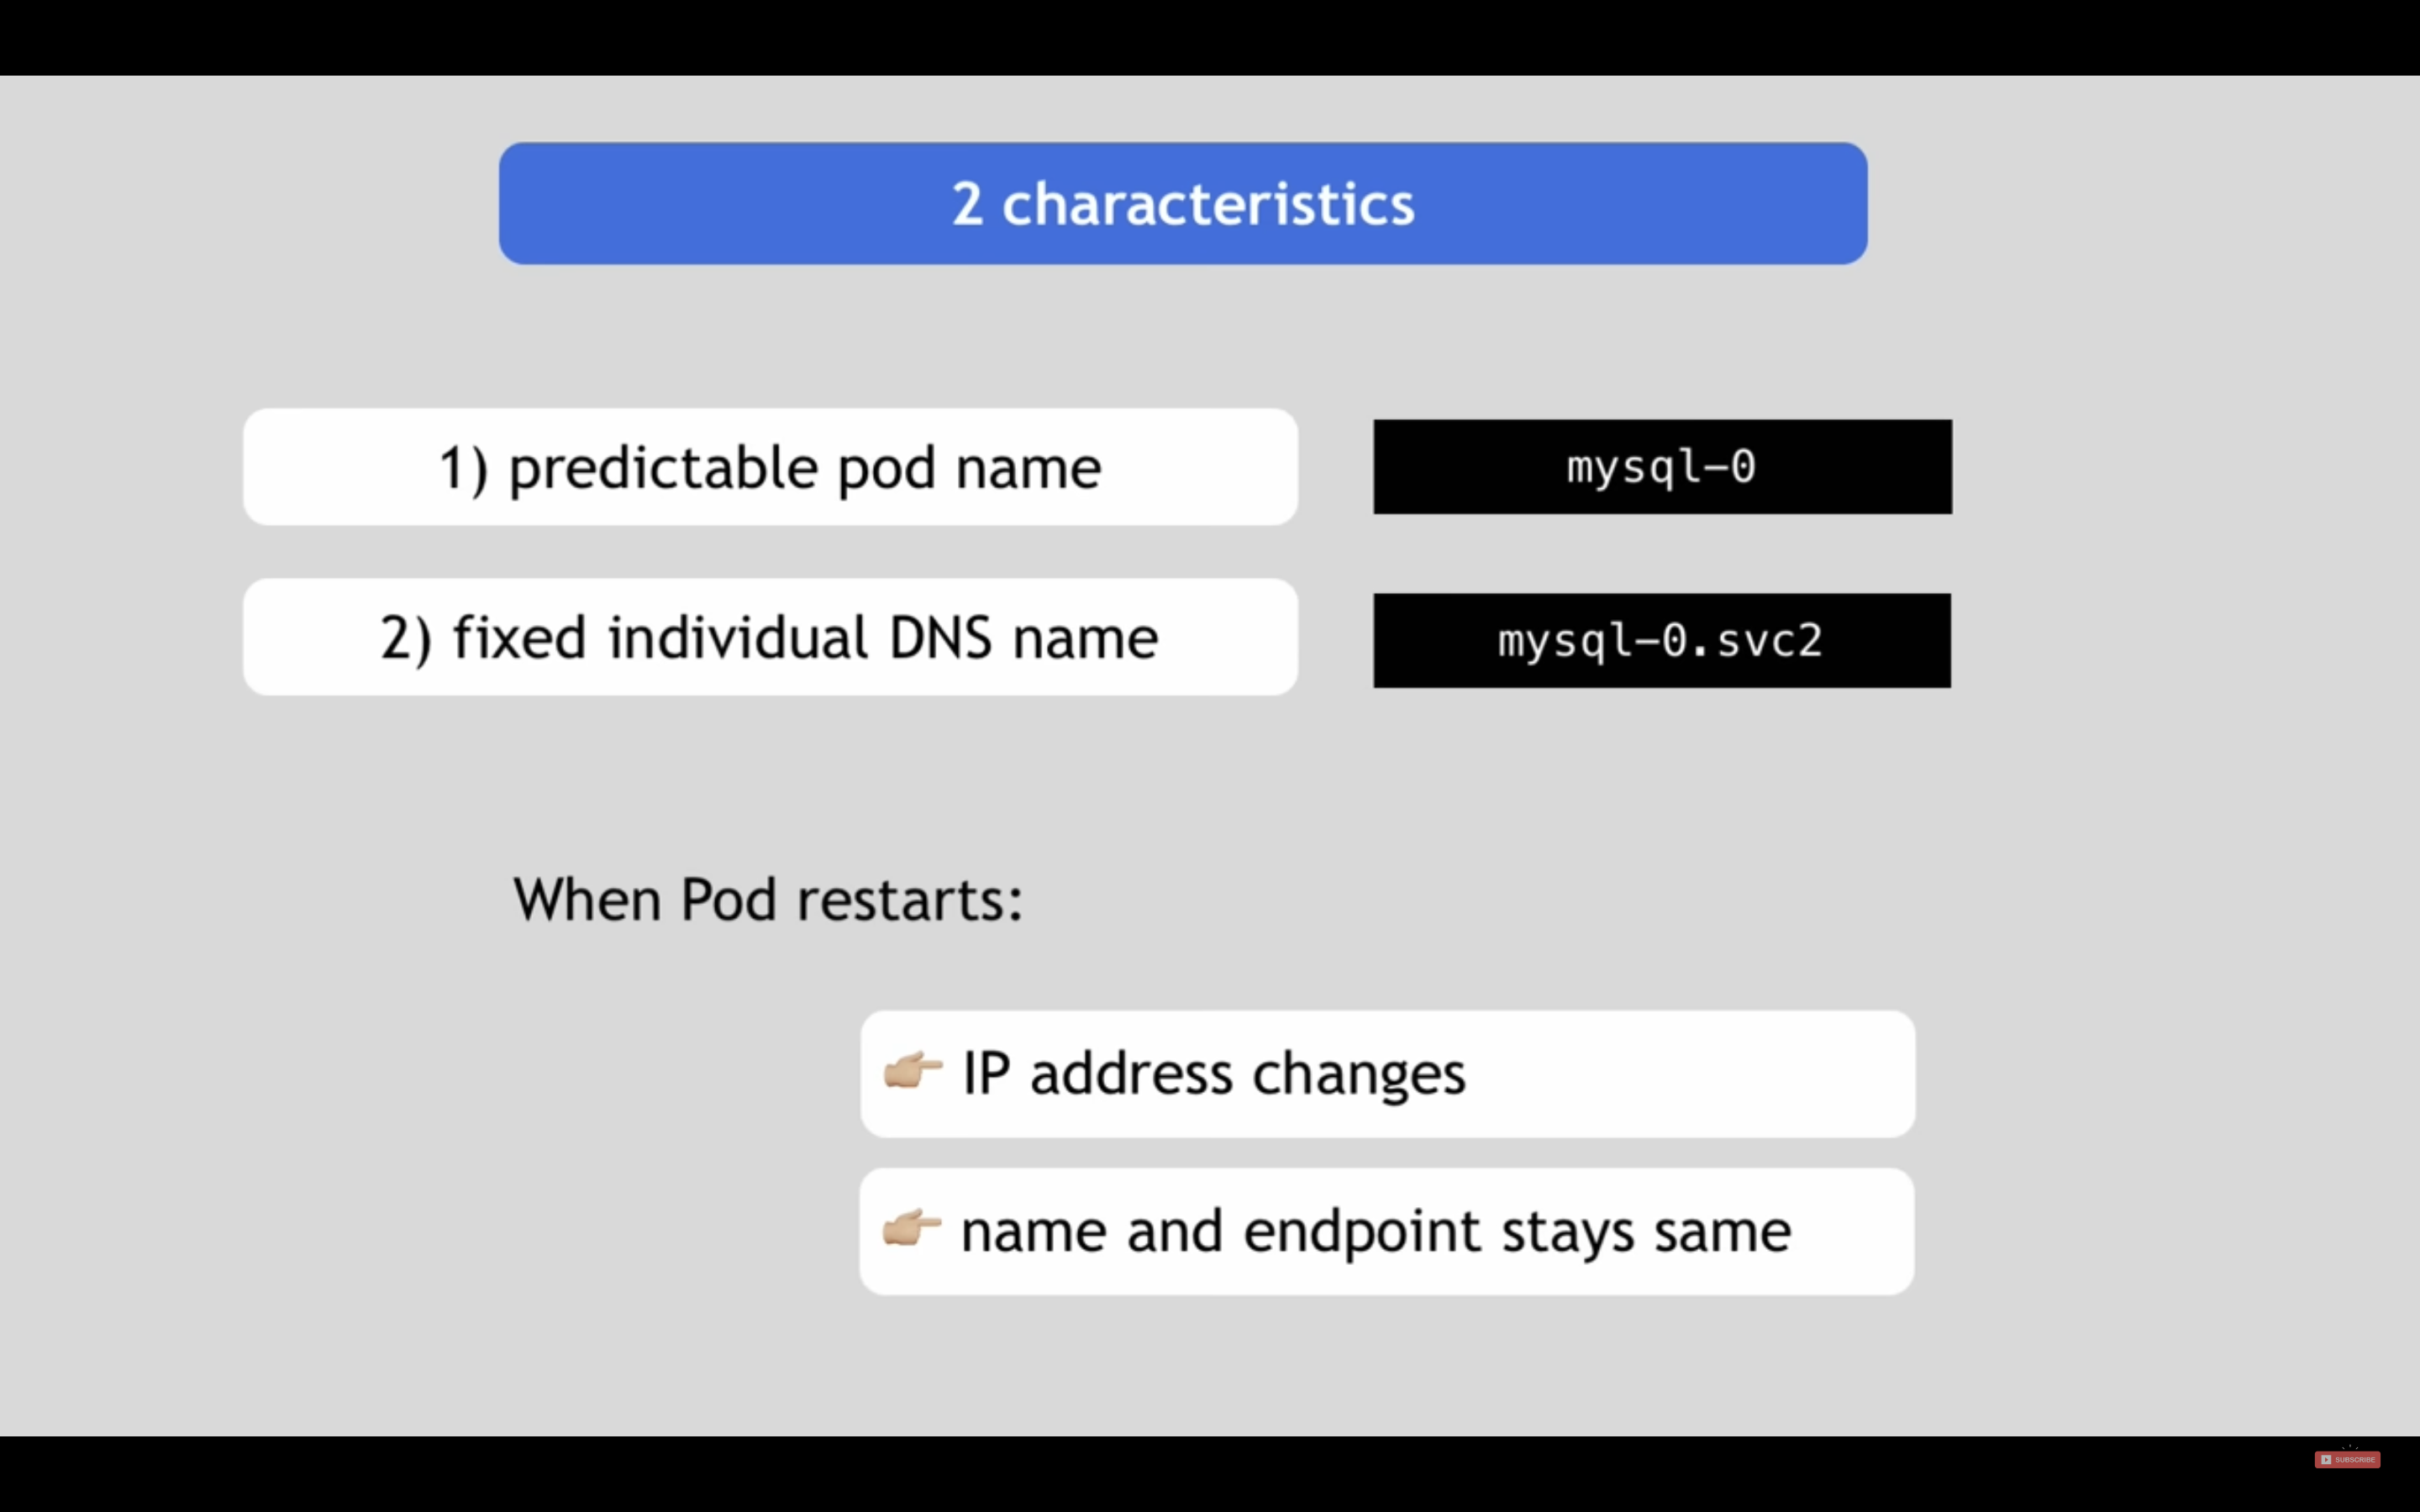 2 characteristics
1) predictable pod name
mysql-0
2) fixed individual DNS name
mysql-0.svc2
When Pod restarts:
IP address changes
name and endpoint stays same
SUBSCRIBE